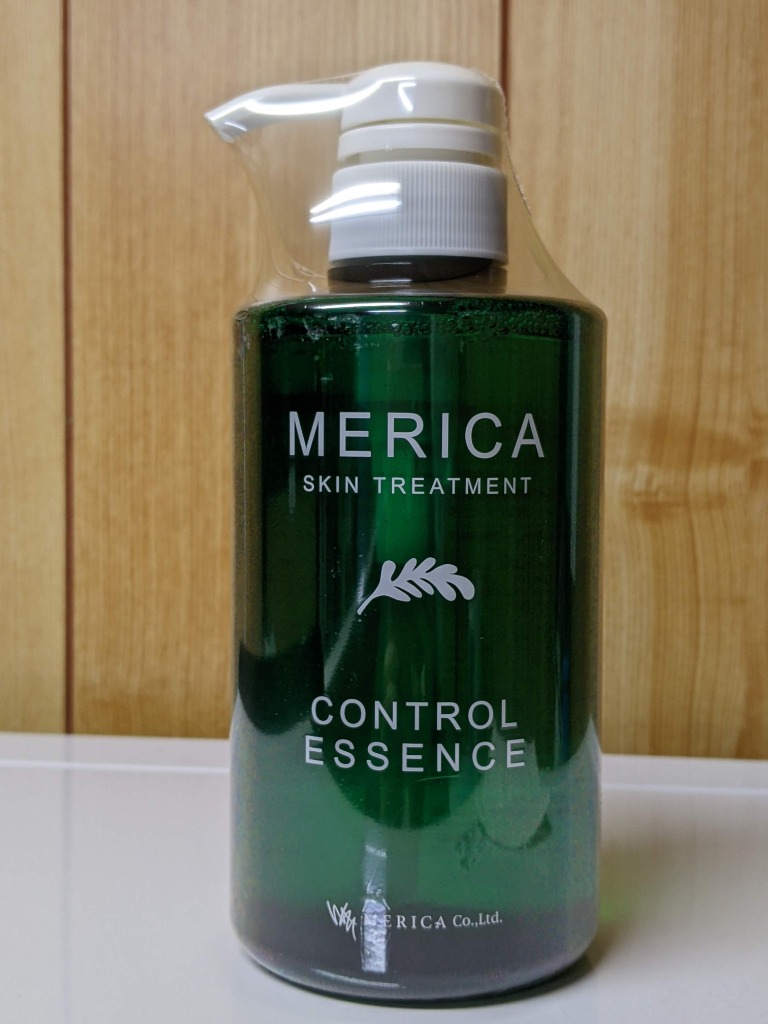 MERICA
SKIN TREATMENT
CONTROL
ESSENCE
MERICA Co.,Ltd.